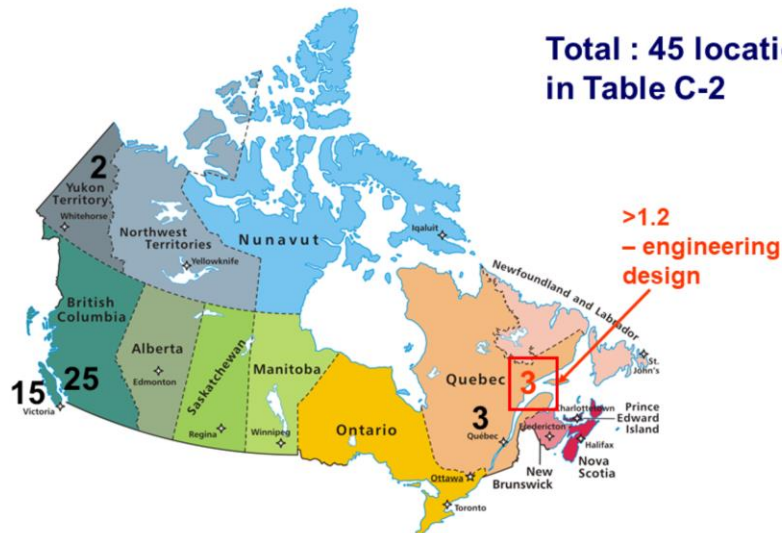 Total : 45 locati
in Table C-2
>1.2
– engineering
design
2
Yukon
Territory
Whitehorse
Northwest
Territories
Yellowknife
Nunavut
Iqaluit
Newfoundland and Labrador
St.
John's
British
Columbia
15
25
Victoria
Alberta
Edmonton
Saskatchewan
Regina
Manitoba
Winnipeg
Ontario
Ottawa
Toronto
Quebec
3
3
Québec
Charlottetown
Prince
Edward
Island
Fredericton
Halifax
New
Brunswick
Nova
Scotia